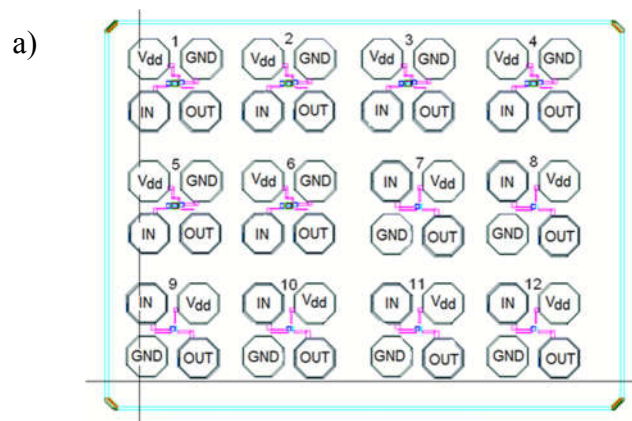 a)
1 2 3 4
Vdd GND Vdd GND Vdd GND Vdd GND
IN OUT IN OUT IN OUT IN OUT
5 6 7 8
Vdd GND Vdd GND IN Vdd IN Vdd
IN OUT IN OUT GND OUT GND OUT
9 10 11 12
IN Vdd IN Vdd IN Vdd IN Vdd
GND OUT GND OUT GND OUT GND OUT